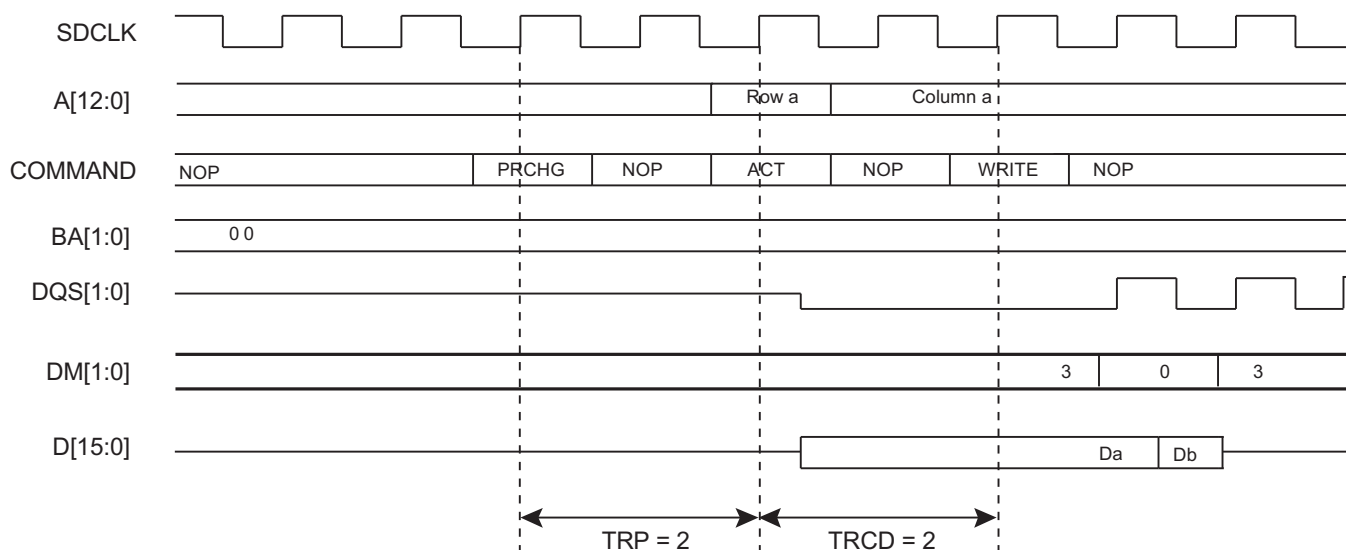 SDCLK
A[12:0] Row a Column a
COMMAND NOP PRCHG NOP ACT NOP WRITE NOP
BA[1:0] 0 0
DQS[1:0]
DM[1:0] 3 0 3
D[15:0] Da Db
TRP = 2 TRCD = 2